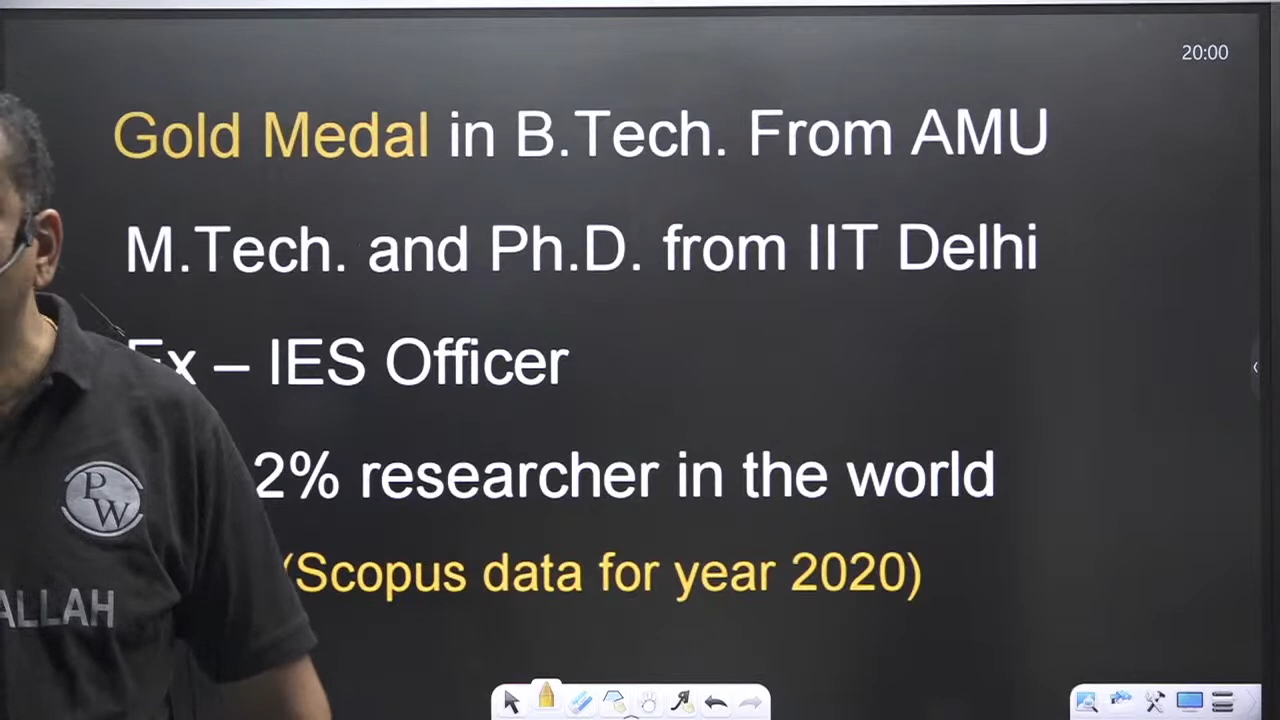 20:00
Gold Medal in B.Tech. From AMU
M.Tech. and Ph.D. from IIT Delhi
Ex – IES Officer
2% researcher in the world
(Scopus data for year 2020)
PW
ALLAH